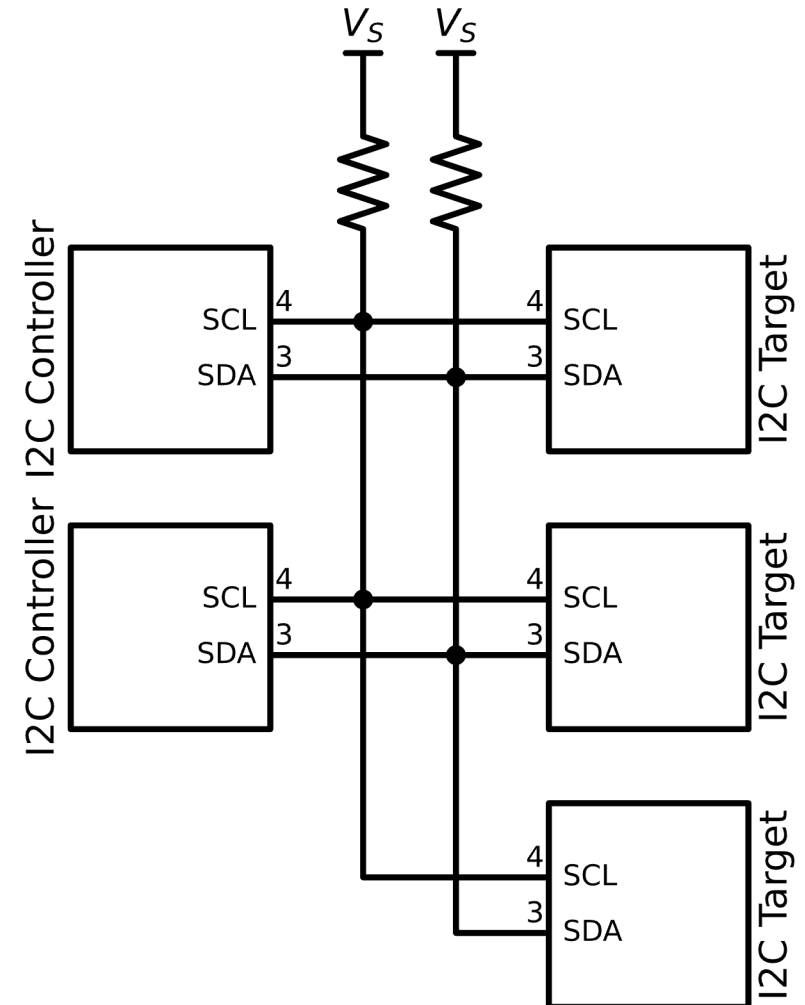 V_S V_S
I2C Controller
SCL 4
SDA 3
4 SCL
3 SDA
I2C Target
I2C Controller
SCL 4
SDA 3
4 SCL
3 SDA
I2C Target
4 SCL
3 SDA
I2C Target